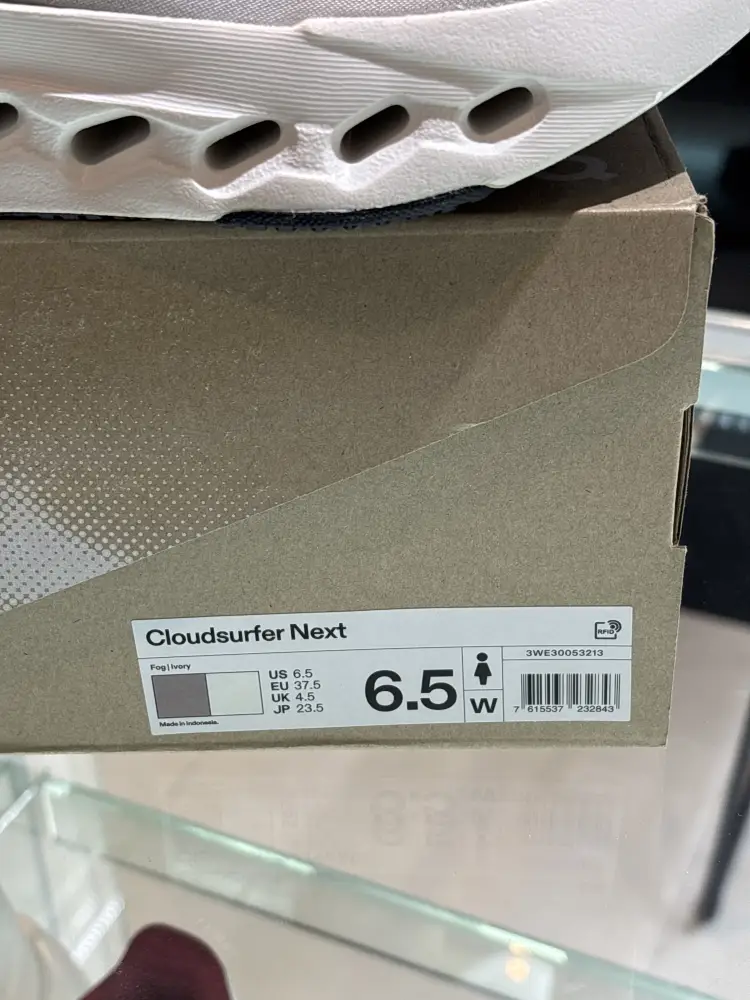 Cloudsurfer Next
RFID
Fog | Ivory
US 6.5
EU 37.5
UK 4.5
JP 23.5
Made in Indonesia.
6.5
W
3WE30053213
7 615537 232843